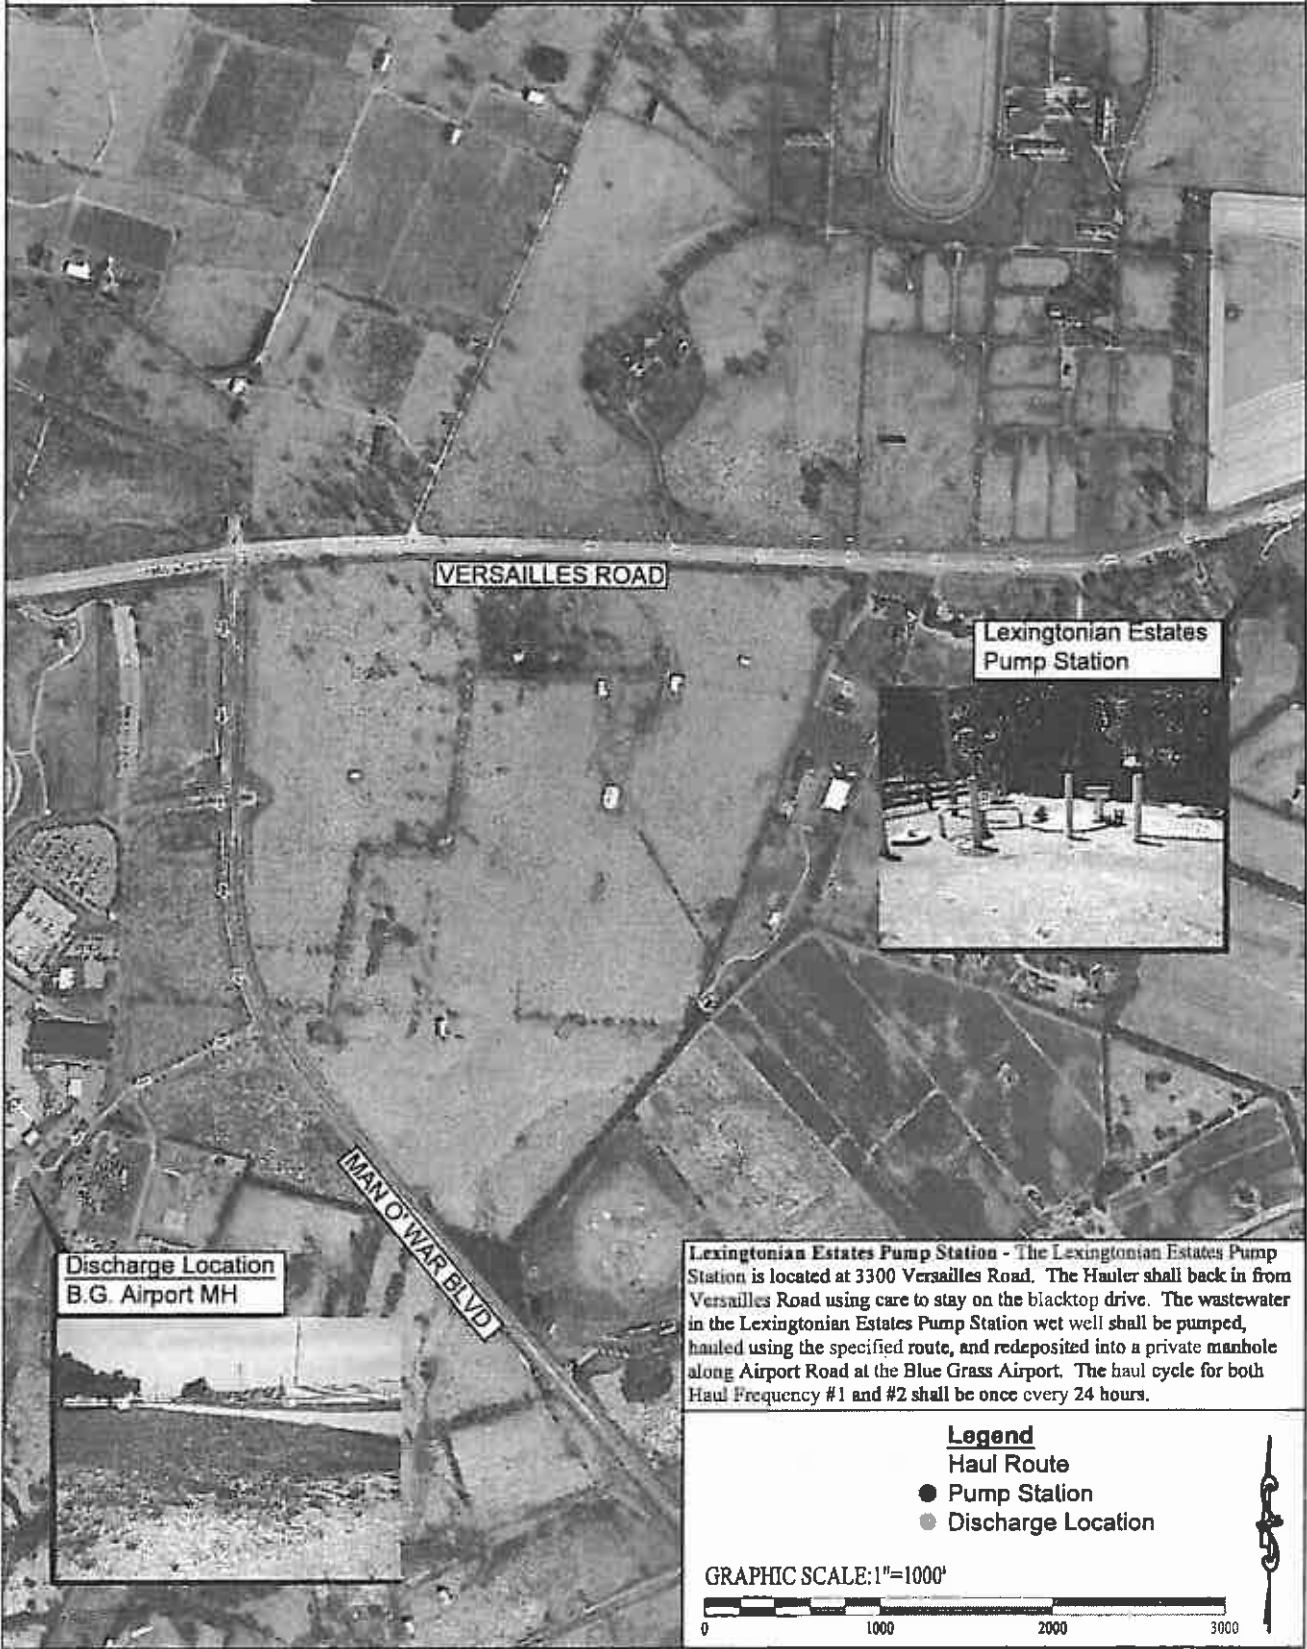 VERSAILLES ROAD
Lexingtonian Estates
Pump Station
MAN O' WAR BLVD
Discharge Location
B.G. Airport MH
Lexingtonian Estates Pump Station - The Lexingtonian Estates Pump
Station is located at 3300 Versailles Road. The Hauler shall back in from
Versailles Road using care to stay on the blacktop drive. The wastewater
in the Lexingtonian Estates Pump Station wet well shall be pumped,
hauled using the specified route, and redeposited into a private manhole
along Airport Road at the Blue Grass Airport. The haul cycle for both
Haul Frequency #1 and #2 shall be once every 24 hours.
Legend
Haul Route
Pump Station
Discharge Location
GRAPHIC SCALE:1"=1000'
0 1000 2000 3000